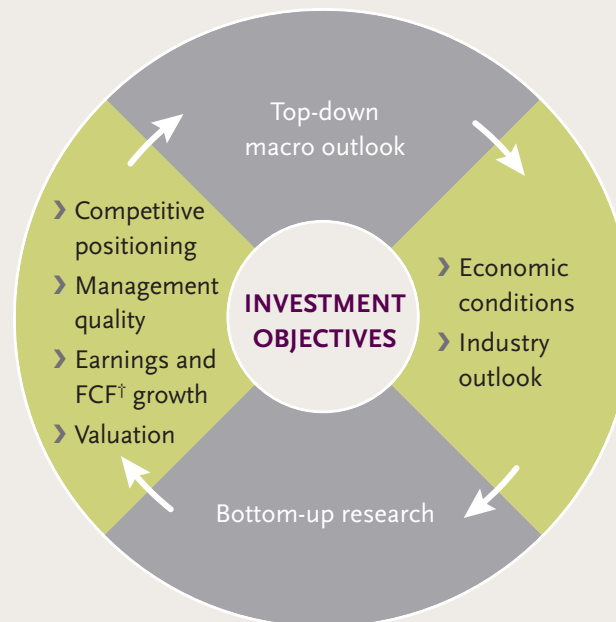 Top-down
macro outlook
❯ Competitive
positioning
❯ Management
quality
❯ Earnings and
FCF† growth
❯ Valuation
INVESTMENT
OBJECTIVES
❯ Economic
conditions
❯ Industry
outlook
Bottom-up research